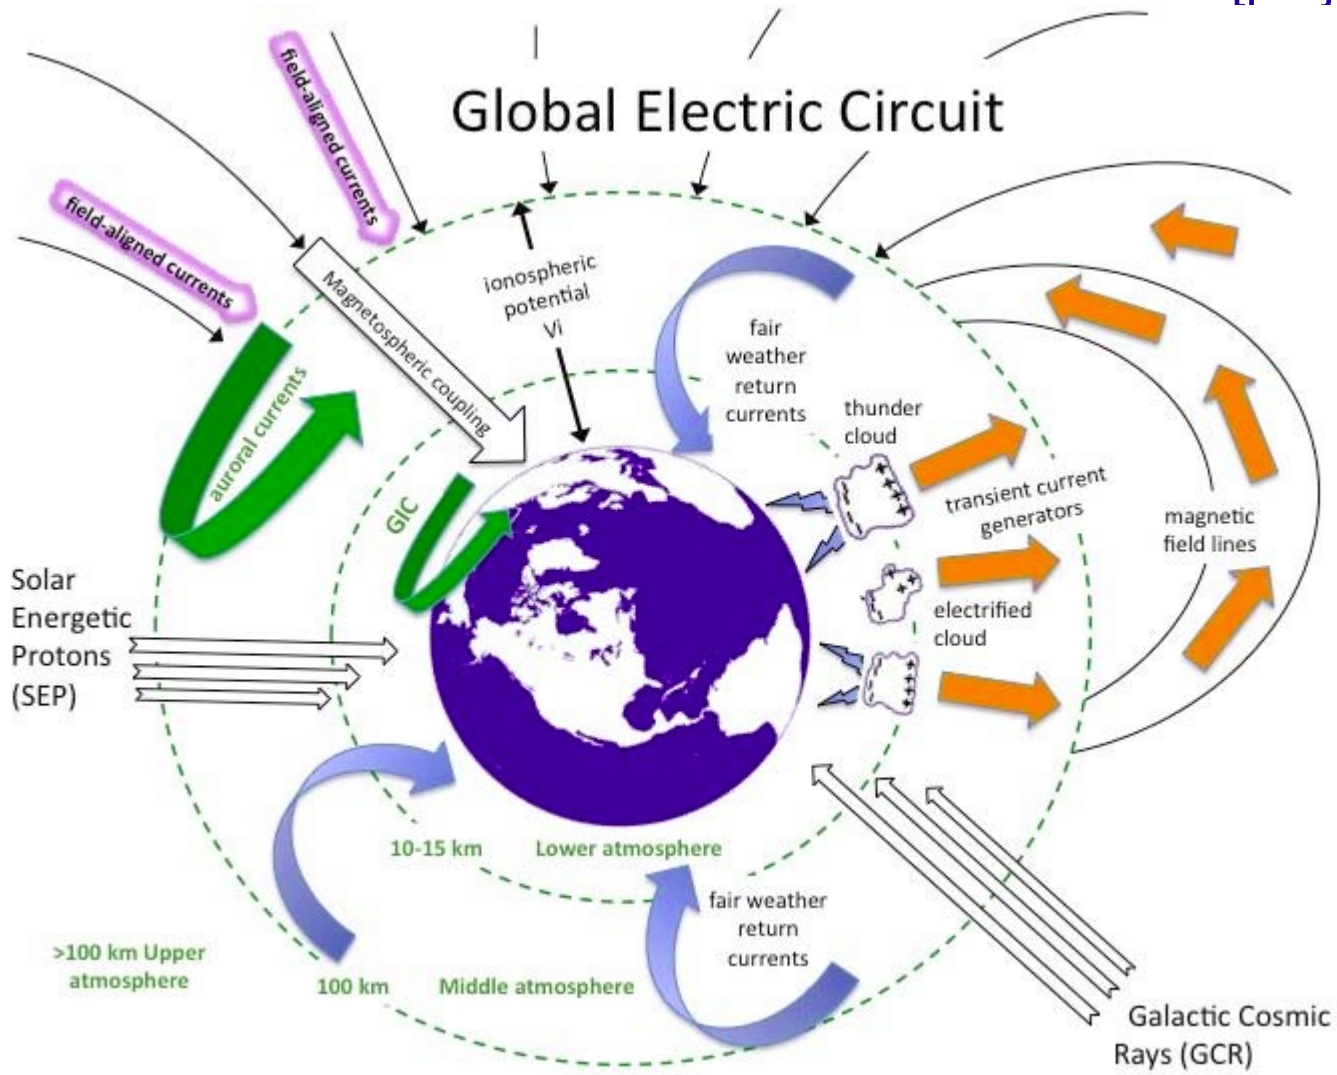 Global Electric Circuit
field-aligned currents
field-aligned currents
Magnetospheric coupling
ionospheric
potential
Vi
fair
weather
return
currents
thunder
cloud
auroral currents
GIC
transient current
generators
magnetic
field lines
Solar
Energetic
Protons
(SEP)
electrified
cloud
10-15 km
Lower atmosphere
fair weather
return
currents
>100 km Upper
atmosphere
100 km
Middle atmosphere
Galactic Cosmic
Rays (GCR)